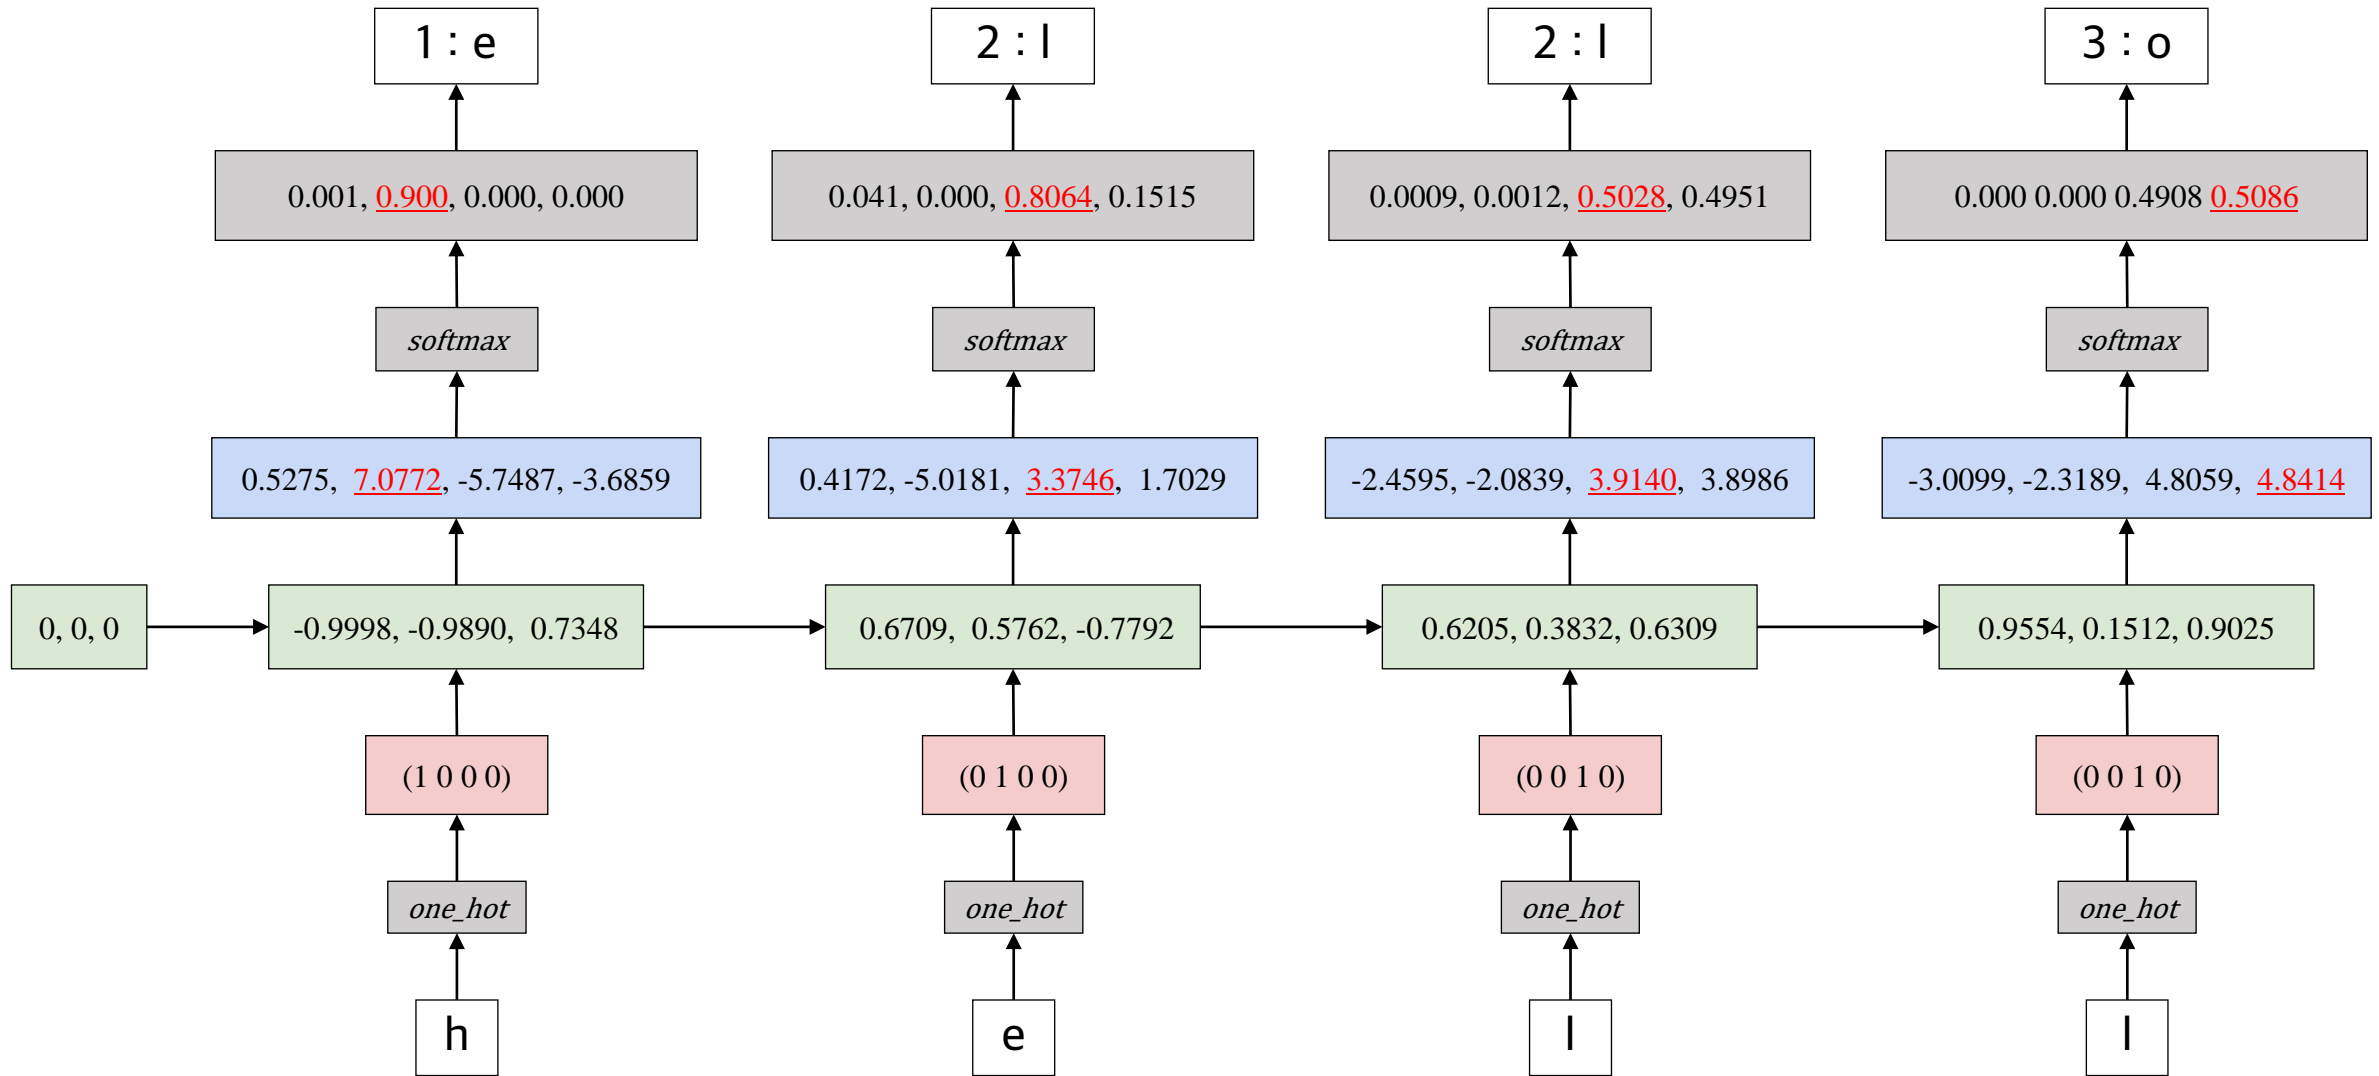 1 : e
2 : l
2 : l
3 : o
0.001, 0.900, 0.000, 0.000
0.041, 0.000, 0.8064, 0.1515
0.0009, 0.0012, 0.5028, 0.4951
0.000 0.000 0.4908 0.5086
softmax
softmax
softmax
softmax
0.5275, 7.0772, -5.7487, -3.6859
0.4172, -5.0181, 3.3746, 1.7029
-2.4595, -2.0839, 3.9140, 3.8986
-3.0099, -2.3189, 4.8059, 4.8414
0, 0, 0
-0.9998, -0.9890, 0.7348
0.6709, 0.5762, -0.7792
0.6205, 0.3832, 0.6309
0.9554, 0.1512, 0.9025
(1 0 0 0)
(0 1 0 0)
(0 0 1 0)
(0 0 1 0)
one_hot
one_hot
one_hot
one_hot
h
e
l
l